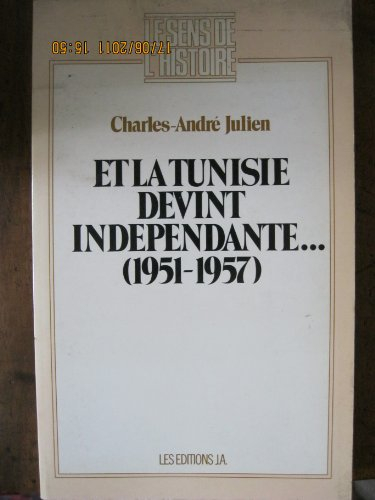 17/06/2011 15:50
LE SENS DE
L'HISTOIRE
Charles-André Julien
ET LA TUNISIE
DEVINT
INDEPENDANTE...
(1951-1957)
LES EDITIONS J.A.